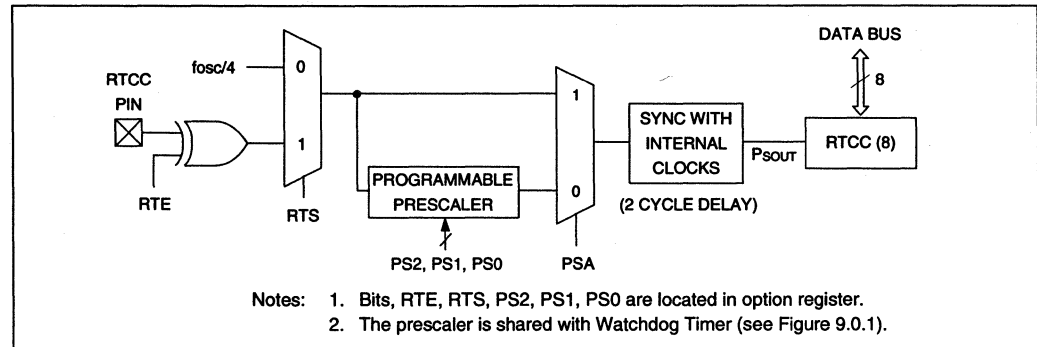 DATA BUS
8
fosc/4
0
RTCC
PIN
1
1
SYNC WITH
INTERNAL
CLOCKS
PSOUT
RTCC (8)
RTE
RTS
PROGRAMMABLE
PRESCALER
0
(2 CYCLE DELAY)
PS2, PS1, PS0
PSA
Notes: 1. Bits, RTE, RTS, PS2, PS1, PS0 are located in option register.
2. The prescaler is shared with Watchdog Timer (see Figure 9.0.1).